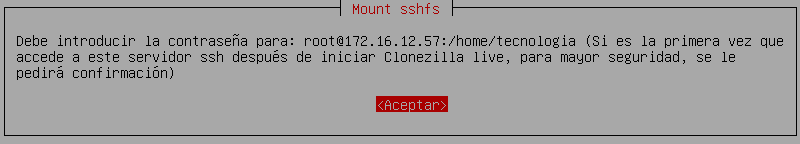 Mount sshfs
Debe introducir la contraseña para: root@172.16.12.57:/home/tecnologia (Si es la primera vez que
accede a este servidor ssh después de iniciar Clonezilla live, para mayor seguridad, se le
pedirá confirmación)
<Aceptar>